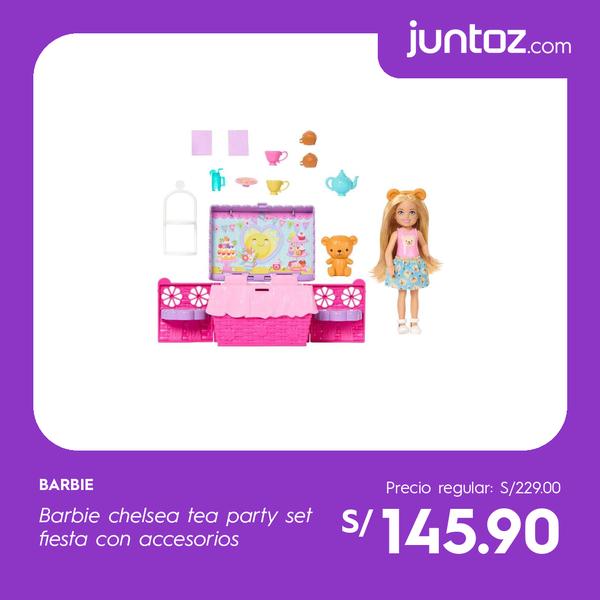 juntoz.com
BARBIE
Barbie chelsea tea party set
fiesta con accesorios
Precio regular: S/229.00
S/145.90